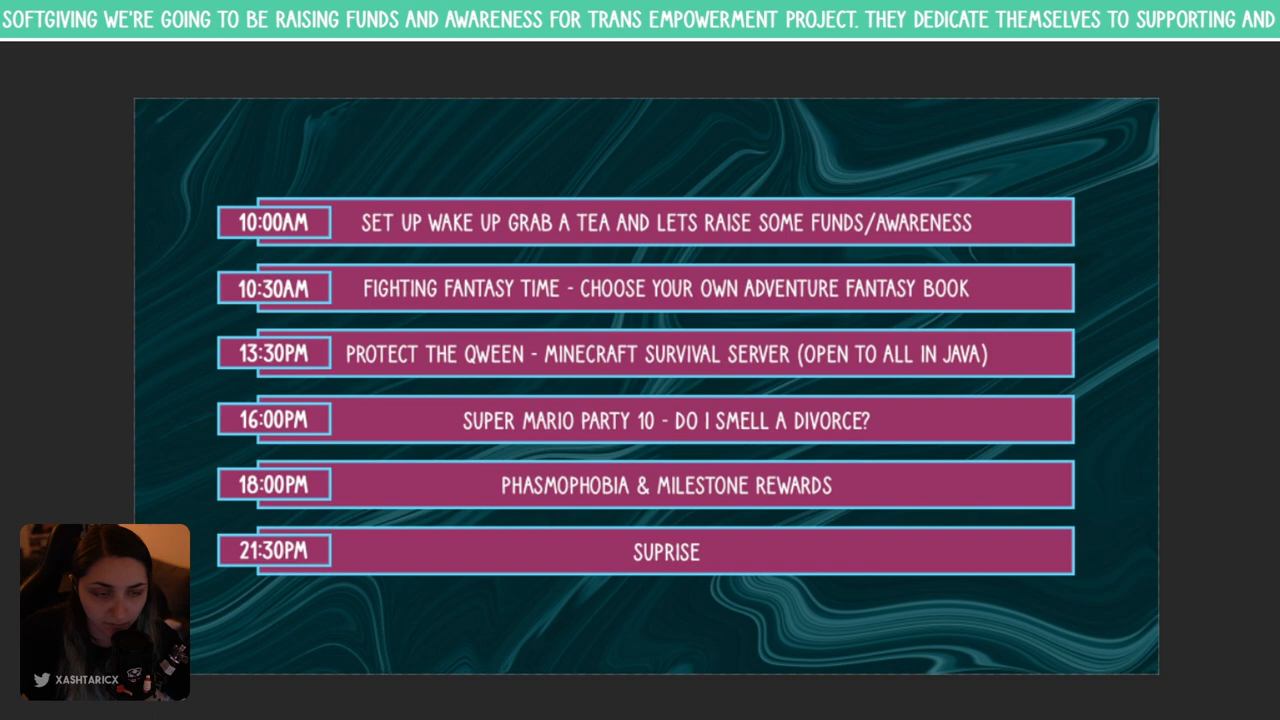 SOFTGIVING WE'RE GOING TO BE RAISING FUNDS AND AWARENESS FOR TRANS EMPOWERMENT PROJECT. THEY DEDICATE THEMSELVES TO SUPPORTING AND
10:00AM SET UP WAKE UP GRAB A TEA AND LETS RAISE SOME FUNDS/AWARENESS
10:30AM FIGHTING FANTASY TIME - CHOOSE YOUR OWN ADVENTURE FANTASY BOOK
13:30PM PROTECT THE QWEEN - MINECRAFT SURVIVAL SERVER (OPEN TO ALL IN JAVA)
16:00PM SUPER MARIO PARTY 10 - DO I SMELL A DIVORCE?
18:00PM PHASMOPHOBIA & MILESTONE REWARDS
21:30PM SUPRISE
XASHTARICX